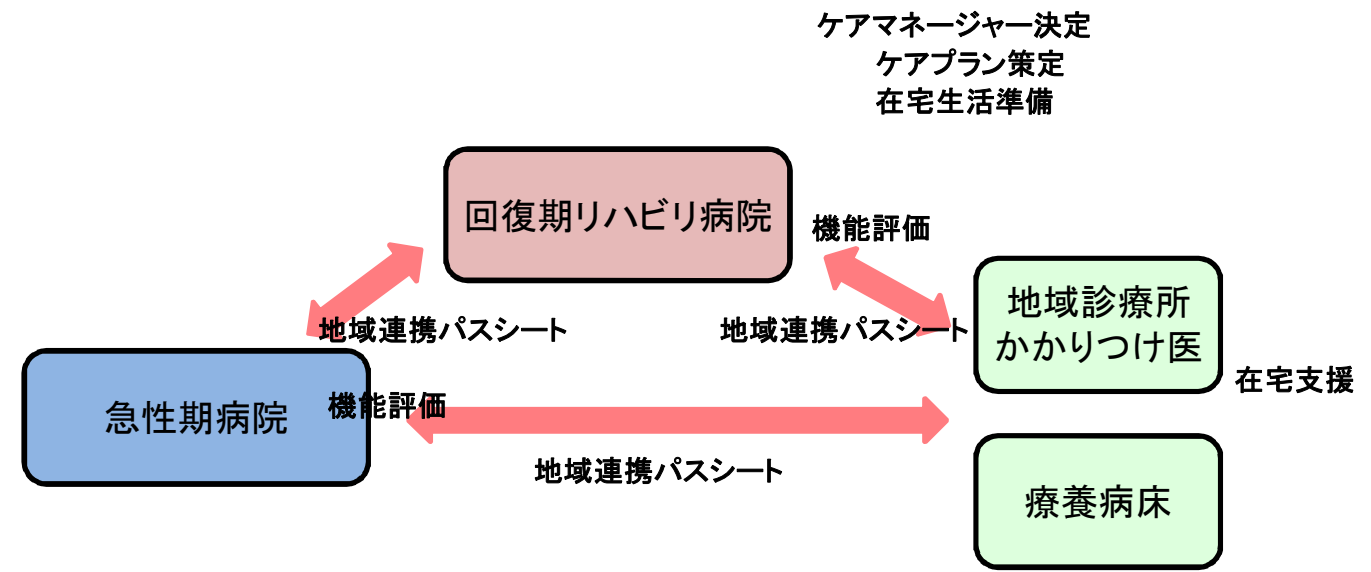 ケアマネージャー決定
ケアプラン策定
在宅生活準備
回復期リハビリ病院
機能評価
地域連携パスシート
地域連携パスシート
地域診療所
かかりつけ医
在宅支援
急性期病院
機能評価
地域連携パスシート
療養病床